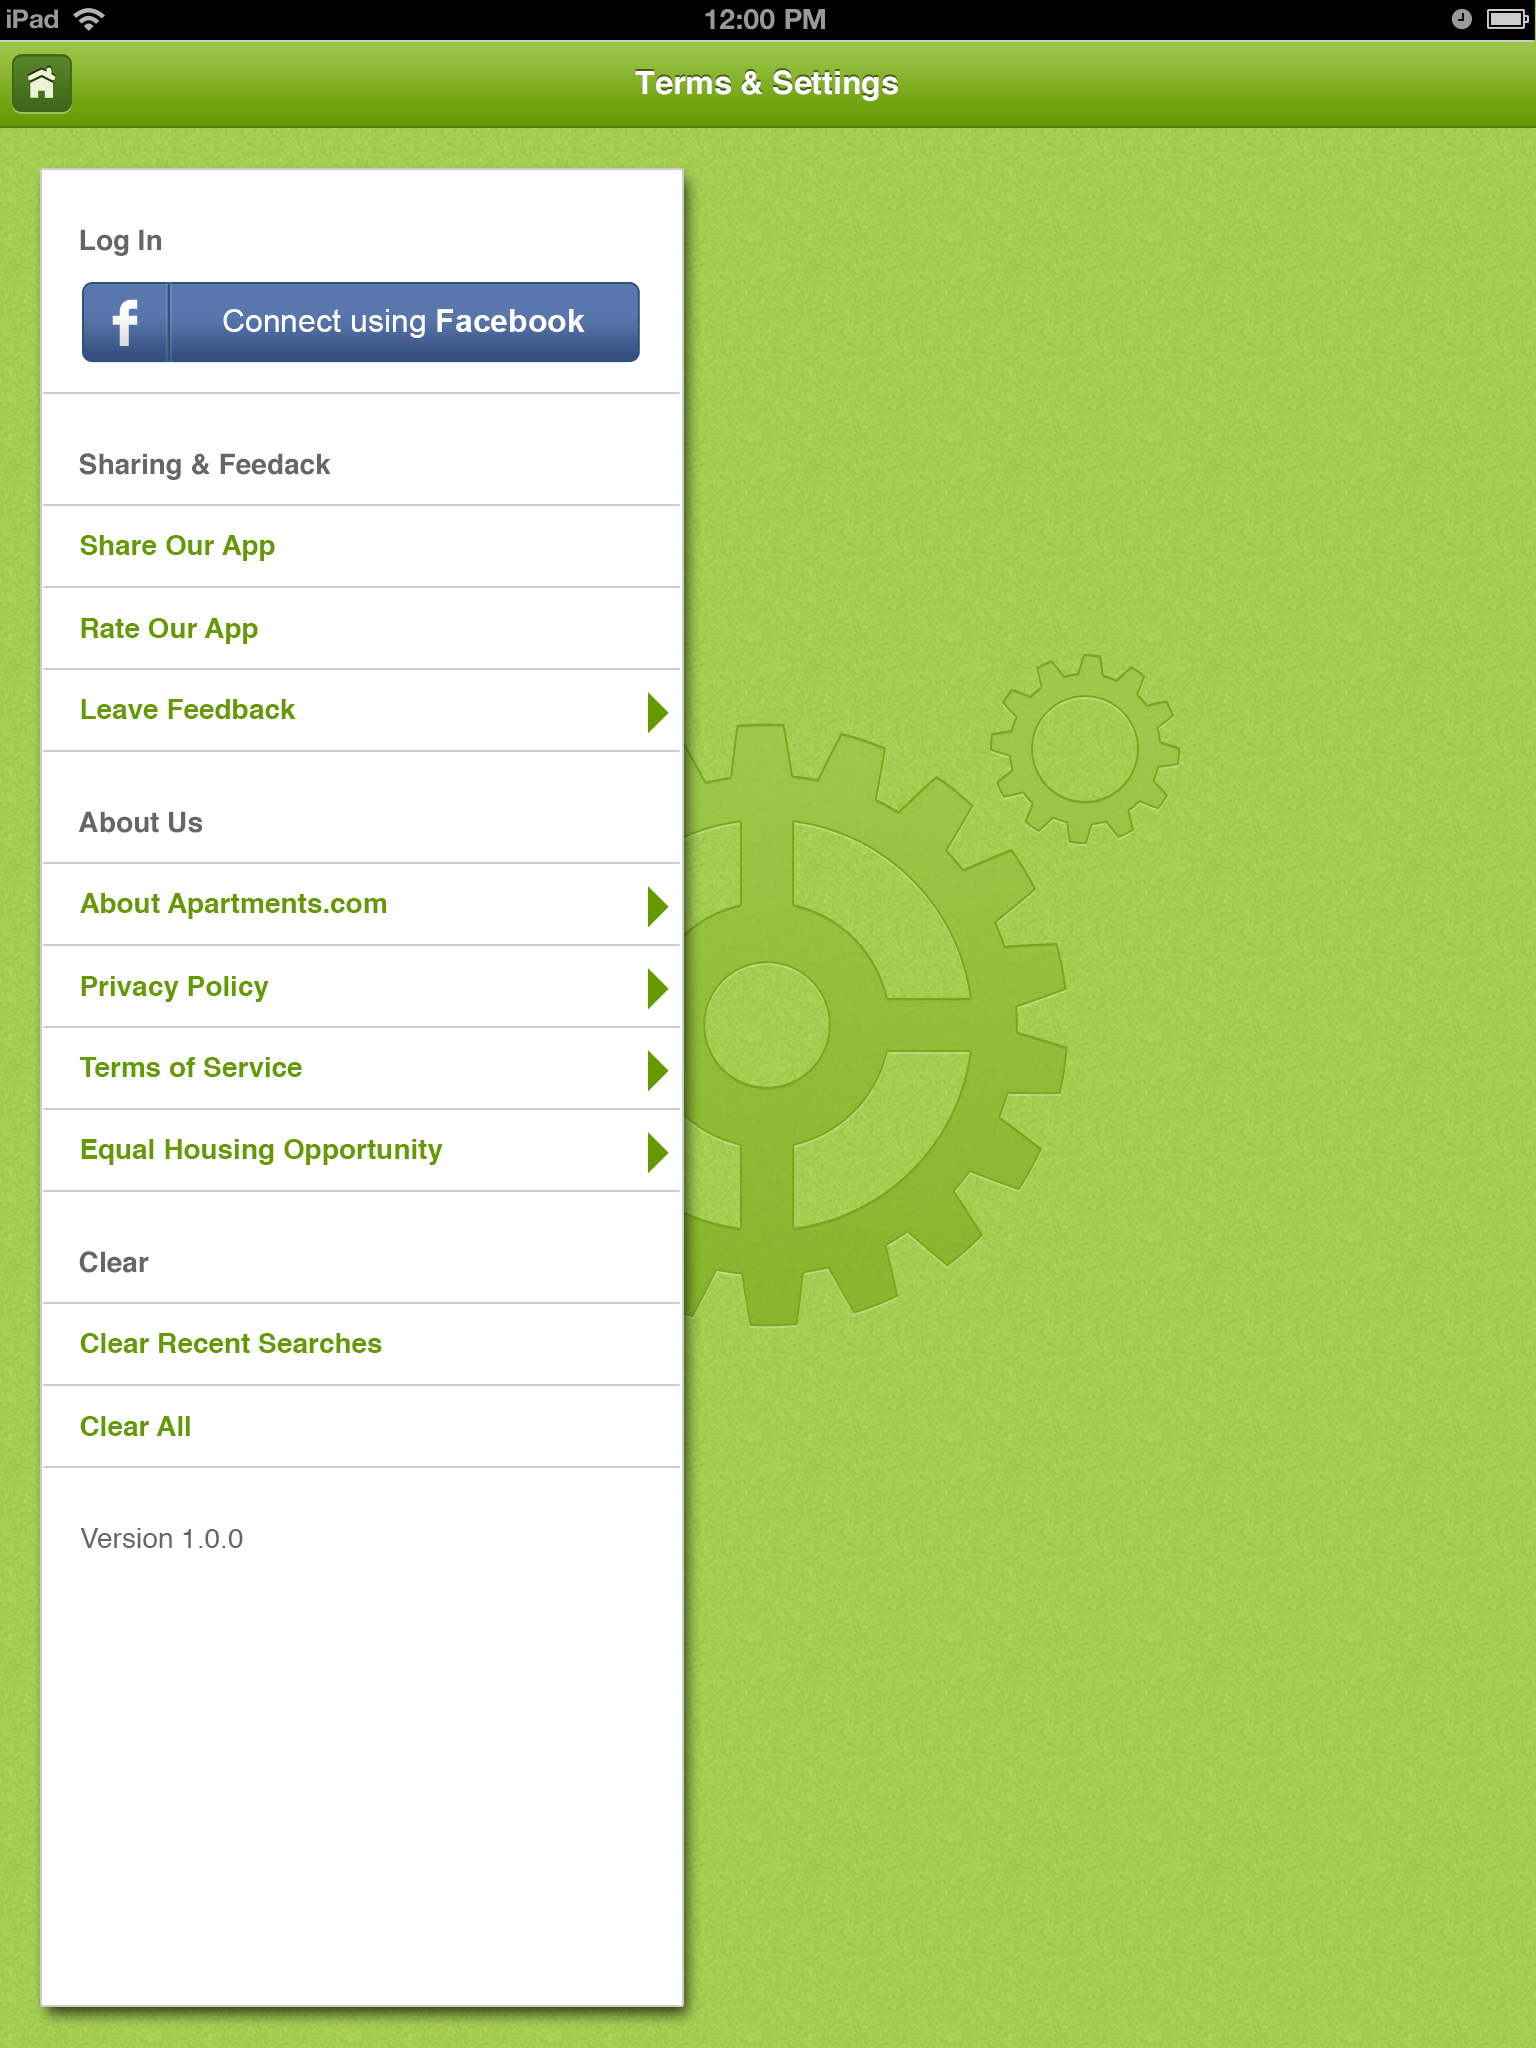 iPad
12:00 PM
Terms & Settings
Log In
f Connect using Facebook
Sharing & Feedack
Share Our App
Rate Our App
Leave Feedback
About Us
About Apartments.com
Privacy Policy
Terms of Service
Equal Housing Opportunity
Clear
Clear Recent Searches
Clear All
Version 1.0.0